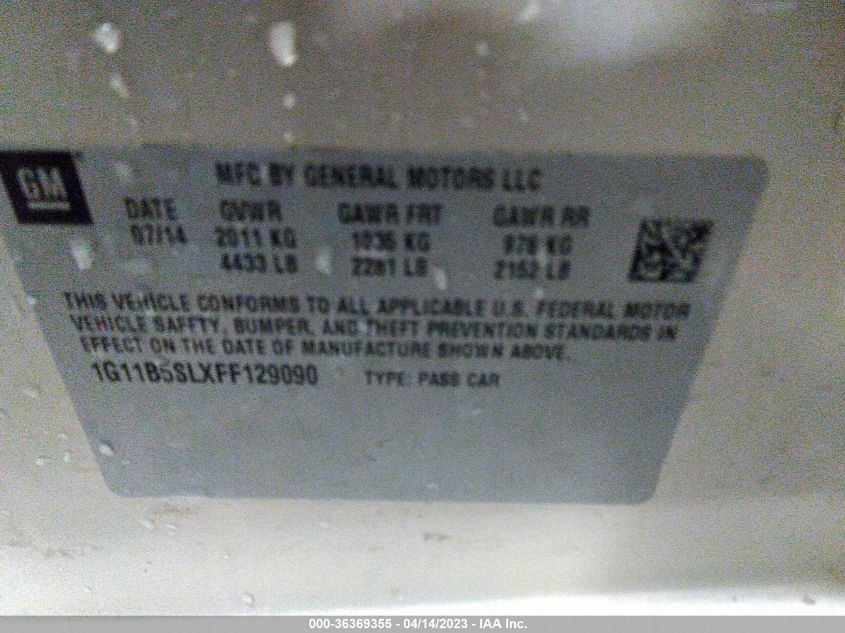 GM
MFC BY GENERAL MOTORS LLC
DATE GVWR GAWR FRT GAWR RR
07/14 2011 KG 1035 KG 976 KG
4433 LB 2281 LB 2152 LB
THIS VEHICLE CONFORMS TO ALL APPLICABLE U.S. FEDERAL MOTOR
VEHICLE SAFETY, BUMPER, AND THEFT PREVENTION STANDARDS IN
EFFECT ON THE DATE OF MANUFACTURE SHOWN ABOVE.
1G11B5SLXFF129090 TYPE: PASS CAR
000-36369355 - 04/14/2023 - IAA Inc.